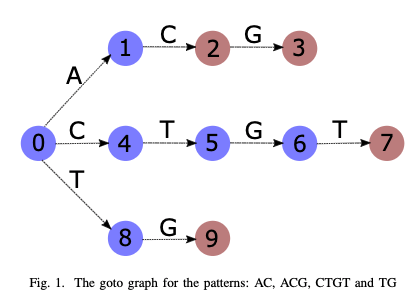 A 1 C 2 G 3
0 C 4 T 5 G 6 T 7
T 8 G 9
Fig. 1. The goto graph for the patterns: AC, ACG, CTGT and TG